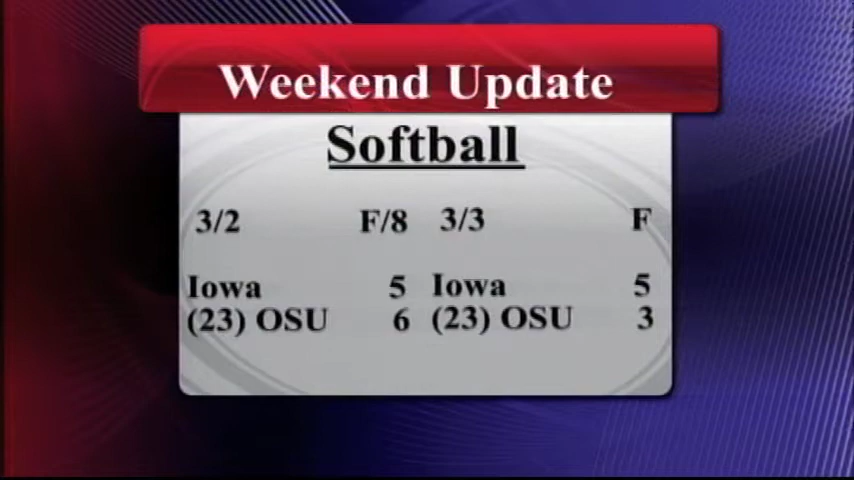 Weekend Update
Softball
3/2 F/8 3/3 F
Iowa 5 Iowa 5
(23) OSU 6 (23) OSU 3